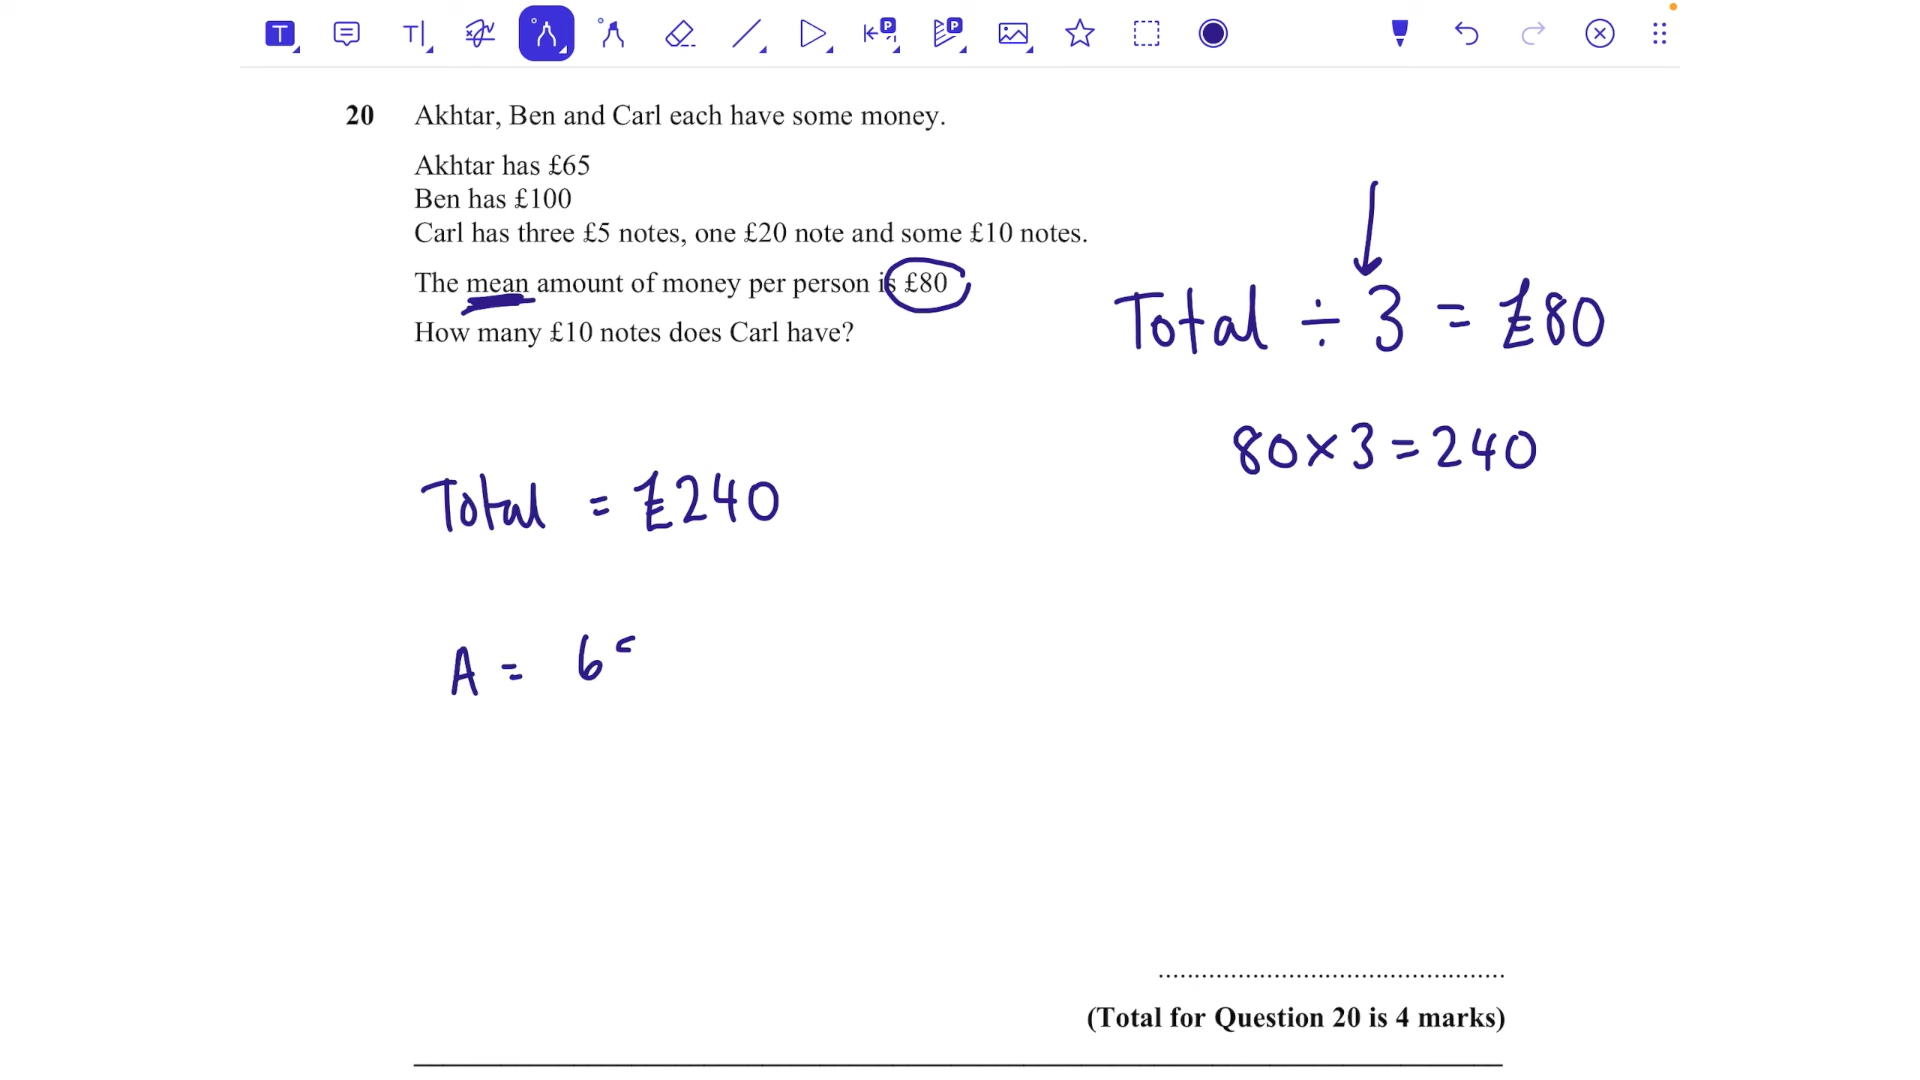 20 Akhtar, Ben and Carl each have some money.
Akhtar has £65
Ben has £100
Carl has three £5 notes, one £20 note and some £10 notes.
The mean amount of money per person is £80
How many £10 notes does Carl have?
Total ÷ 3 = £80
80×3=240
Total = £240
A = 6
(Total for Question 20 is 4 marks)